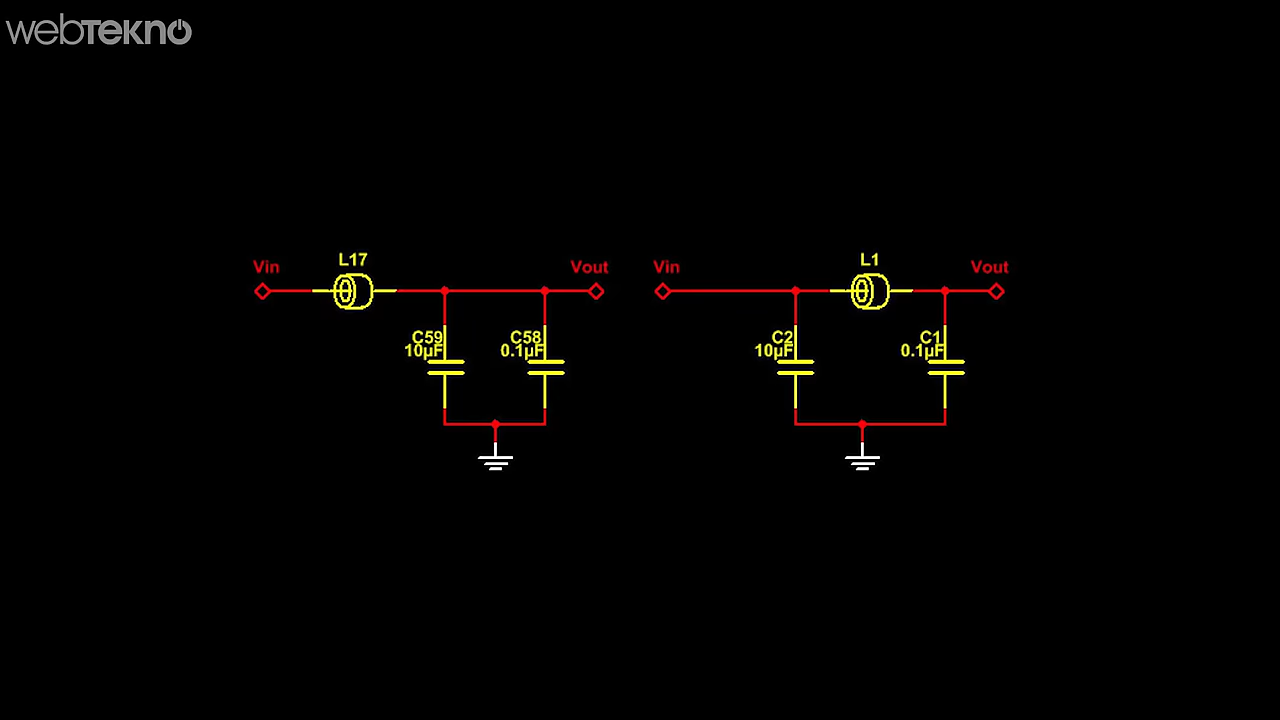 webTEKNO
Vin
L17
Vout
C59
10µF
C58
0.1µF
Vin
L1
Vout
C2
10µF
C1
0.1µF